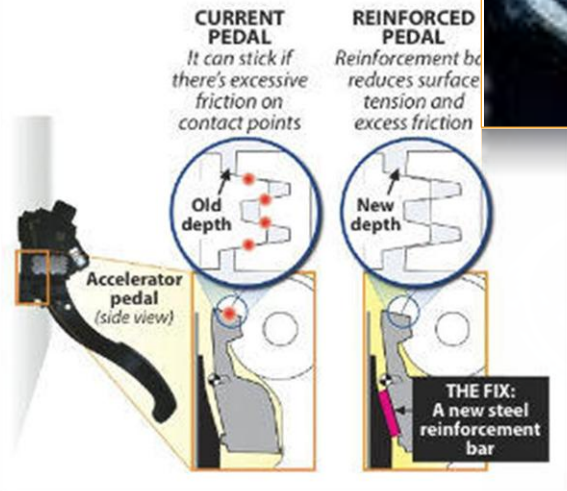 CURRENT
PEDAL
It can stick if
there's excessive
friction on
contact points
REINFORCED
PEDAL
Reinforcement
reduces surface
tension and
excess friction
Old
depth
New
depth
Accelerator
pedal
(side view)
THE FIX:
A new steel
reinforcement
bar